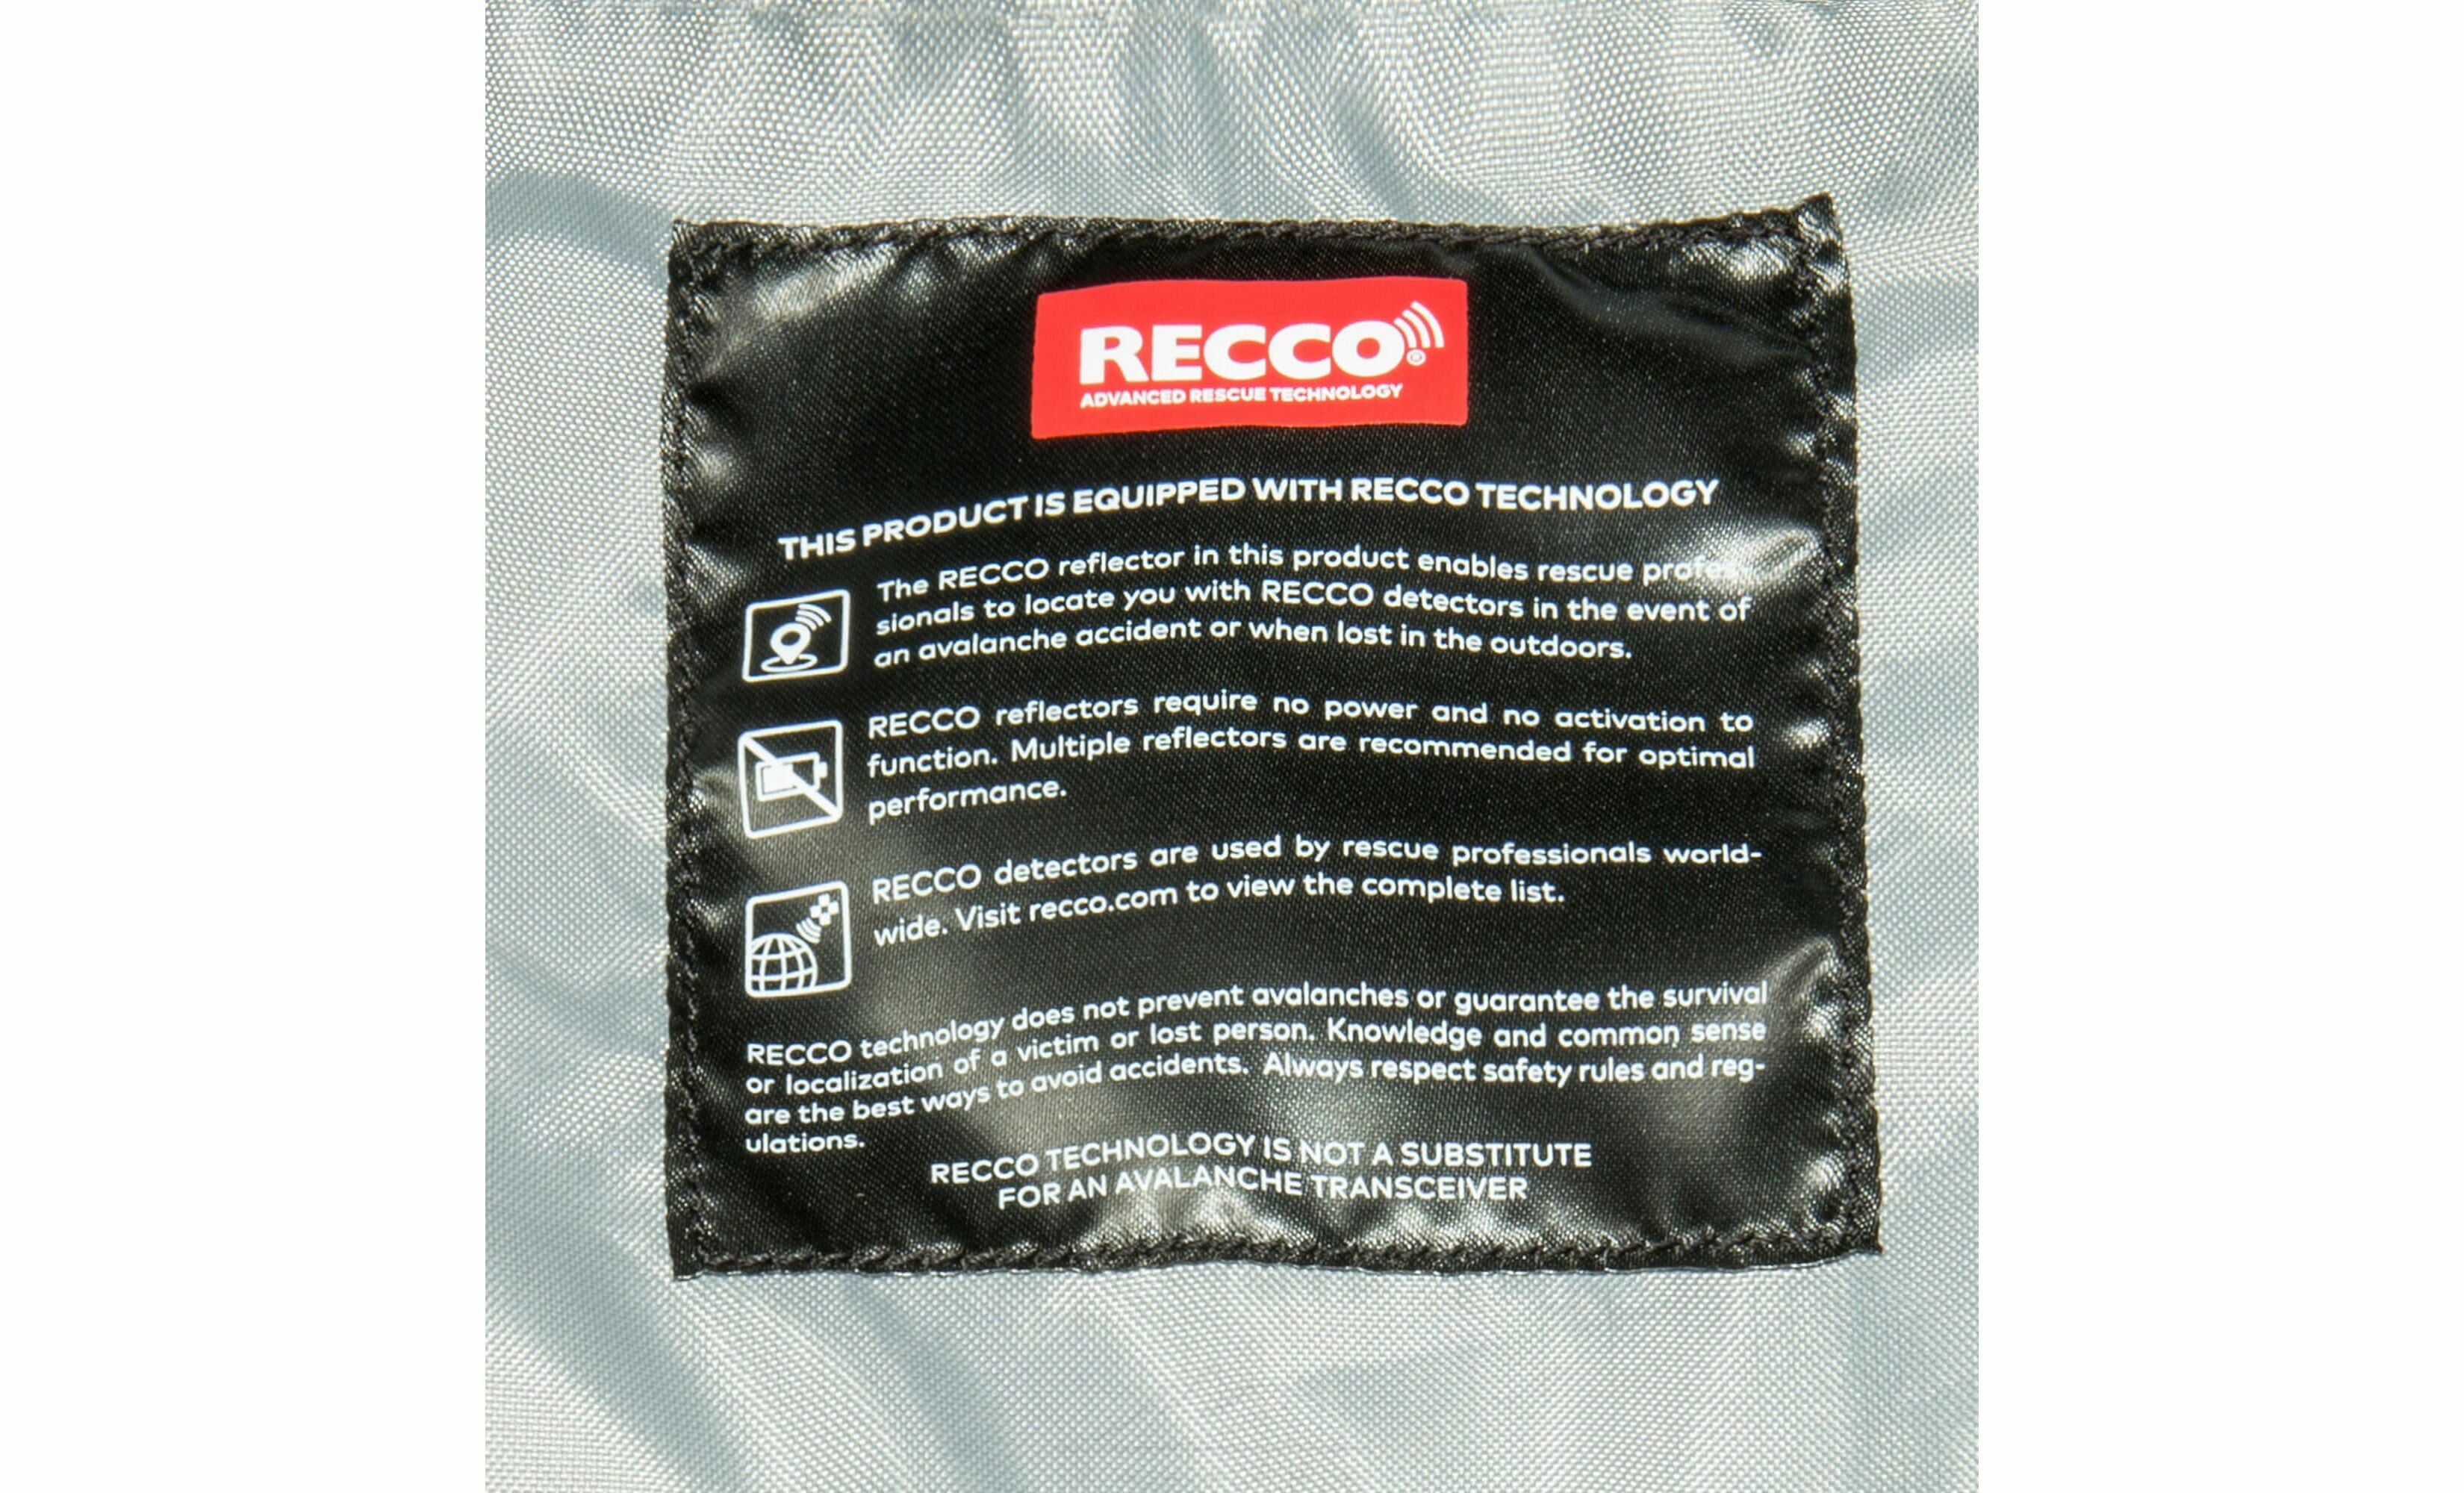 RECCO®
ADVANCED RESCUE TECHNOLOGY
THIS PRODUCT IS EQUIPPED WITH RECCO TECHNOLOGY
The RECCO reflector in this product enables rescue profes-
sionals to locate you with RECCO detectors in the event of
an avalanche accident or when lost in the outdoors.
RECCO reflectors require no power and no activation to
function. Multiple reflectors are recommended for optimal
performance.
RECCO detectors are used by rescue professionals world-
wide. Visit recco.com to view the complete list.
RECCO technology does not prevent avalanches or guarantee the survival
or localization of a victim or lost person. Knowledge and common sense
are the best ways to avoid accidents. Always respect safety rules and reg-
ulations.
RECCO TECHNOLOGY IS NOT A SUBSTITUTE
FOR AN AVALANCHE TRANSCEIVER